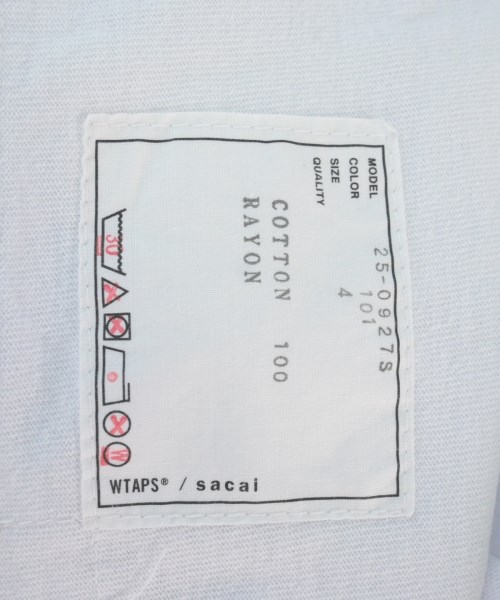 MODEL 25-0927S
COLOR 101
SIZE 4
QUALITY
COTTON 100
RAYON
30
W
WTAPS® / sacai